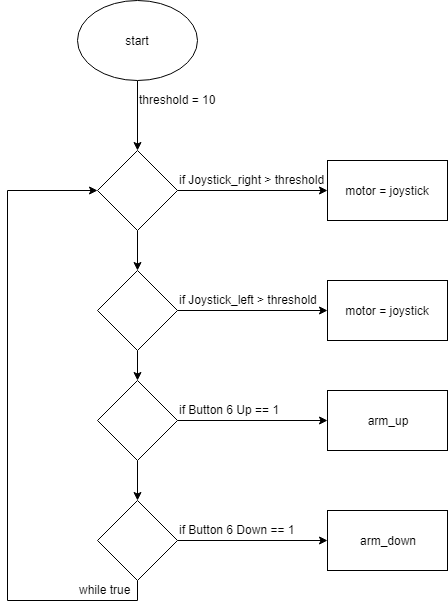 start
threshold = 10
if Joystick_right > threshold
motor = joystick
if Joystick_left > threshold
motor = joystick
if Button 6 Up == 1
arm_up
if Button 6 Down == 1
arm_down
while true